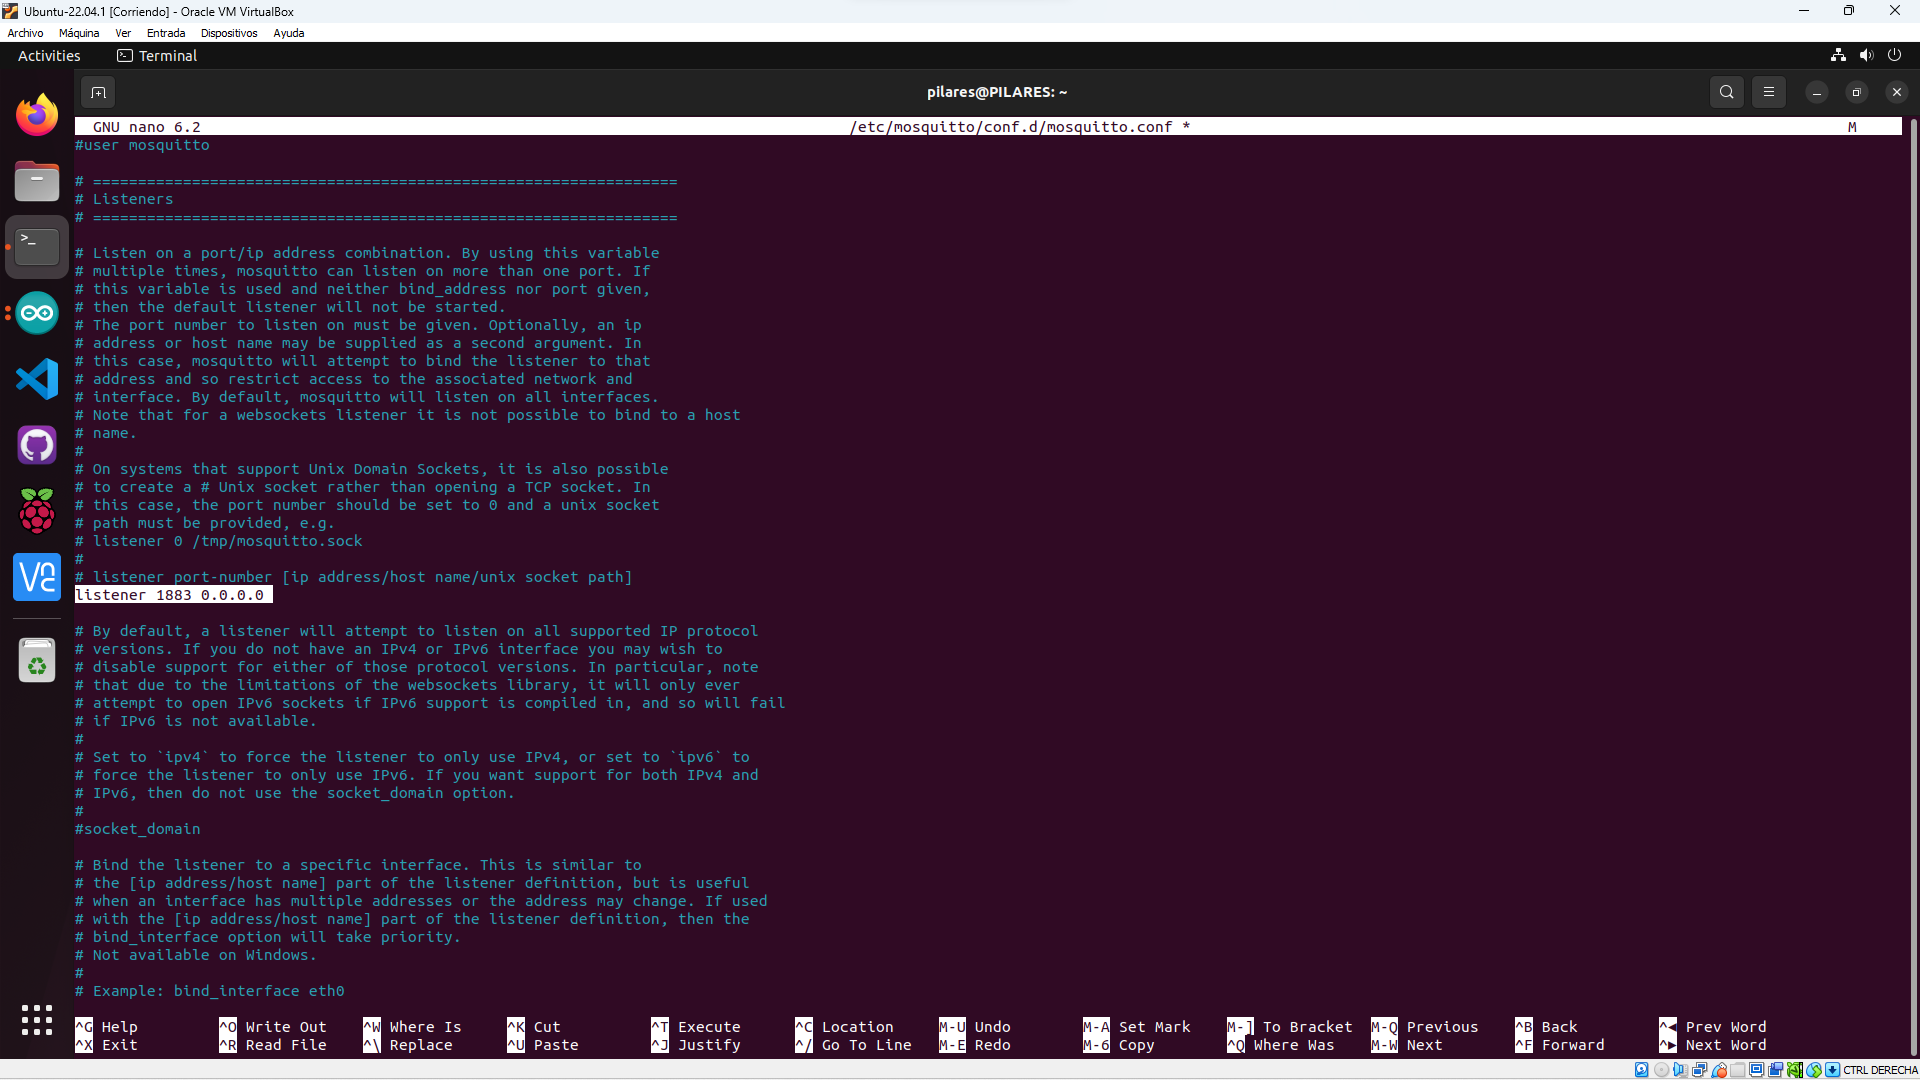 Ubuntu-22.04.1 [Corriendo] - Oracle VM VirtualBox
Archivo Máquina Ver Entrada Dispositivos Ayuda
Activities Terminal
pilares@PILARES: ~
GNU nano 6.2 /etc/mosquitto/conf.d/mosquitto.conf * M
#user mosquitto
# =================================================================
# Listeners
# =================================================================
# Listen on a port/ip address combination. By using this variable
# multiple times, mosquitto can listen on more than one port. If
# this variable is used and neither bind_address nor port given,
# then the default listener will not be started.
# The port number to listen on must be given. Optionally, an ip
# address or host name may be supplied as a second argument. In
# this case, mosquitto will attempt to bind the listener to that
# address and so restrict access to the associated network and
# interface. By default, mosquitto will listen on all interfaces.
# Note that for a websockets listener it is not possible to bind to a host
# name.
#
# On systems that support Unix Domain Sockets, it is also possible
# to create a # Unix socket rather than opening a TCP socket. In
# this case, the port number should be set to 0 and a unix socket
# path must be provided, e.g.
# listener 0 /tmp/mosquitto.sock
#
# listener port-number [ip address/host name/unix socket path]
listener 1883 0.0.0.0
# By default, a listener will attempt to listen on all supported IP protocol
# versions. If you do not have an IPv4 or IPv6 interface you may wish to
# disable support for either of those protocol versions. In particular, note
# that due to the limitations of the websockets library, it will only ever
# attempt to open IPv6 sockets if IPv6 support is compiled in, and so will fail
# if IPv6 is not available.
#
# Set to `ipv4` to force the listener to only use IPv4, or set to `ipv6` to
# force the listener to only use IPv6. If you want support for both IPv4 and
# IPv6, then do not use the socket_domain option.
#
#socket_domain
# Bind the listener to a specific interface. This is similar to
# the [ip address/host name] part of the listener definition, but is useful
# when an interface has multiple addresses or the address may change. If used
# with the [ip address/host name] part of the listener definition, then the
# bind_interface option will take priority.
# Not available on Windows.
#
# Example: bind_interface eth0
^G Help ^O Write Out ^W Where Is ^K Cut ^T Execute ^C Location M-U Undo M-A Set Mark M-] To Bracket M-Q Previous ^B Back ^◀ Prev Word
^X Exit ^R Read File ^\ Replace ^U Paste ^J Justify ^/ Go To Line M-E Redo M-6 Copy ^Q Where Was M-W Next ^F Forward ^▶ Next Word
CTRL DERECHA